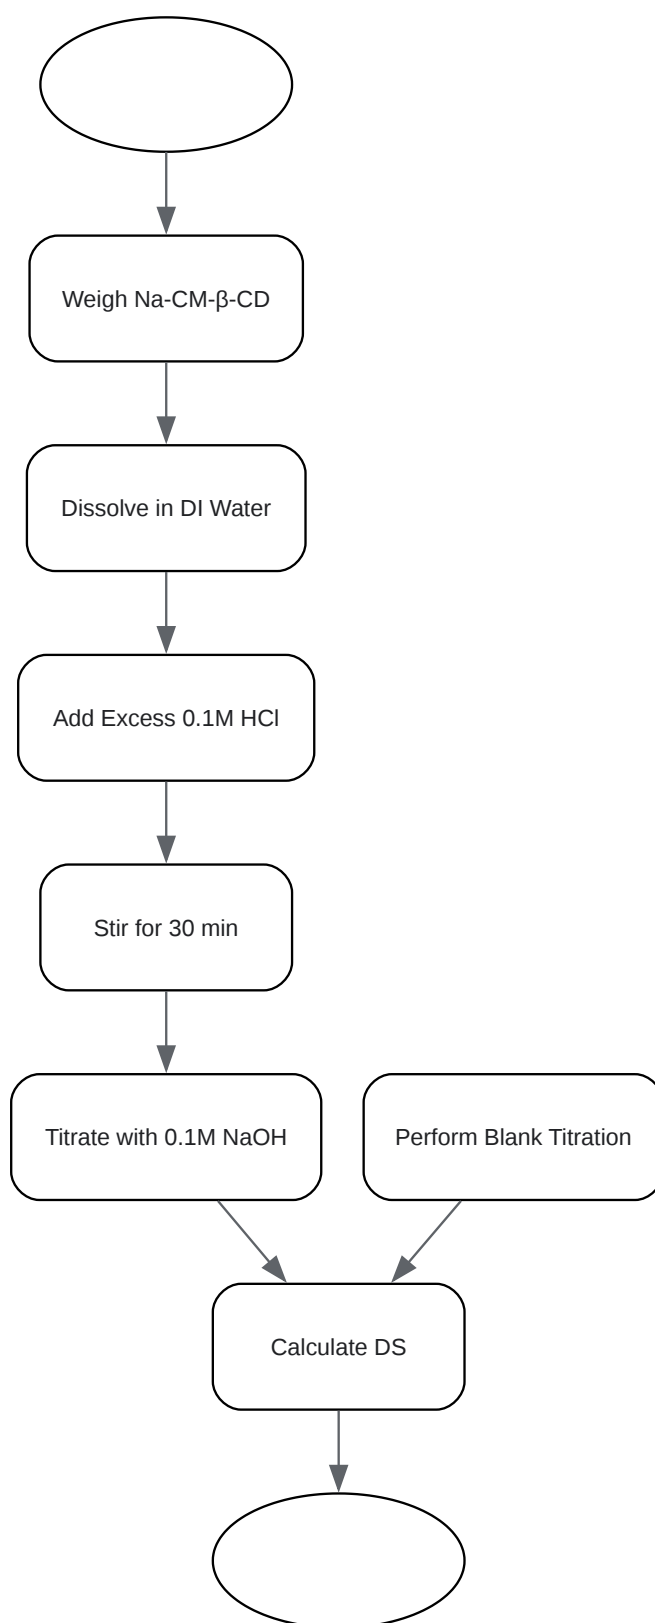 Weigh Na-CM-β-CD
Dissolve in DI Water
Add Excess 0.1M HCl
Stir for 30 min
Titrate with 0.1M NaOH
Perform Blank Titration
Calculate DS